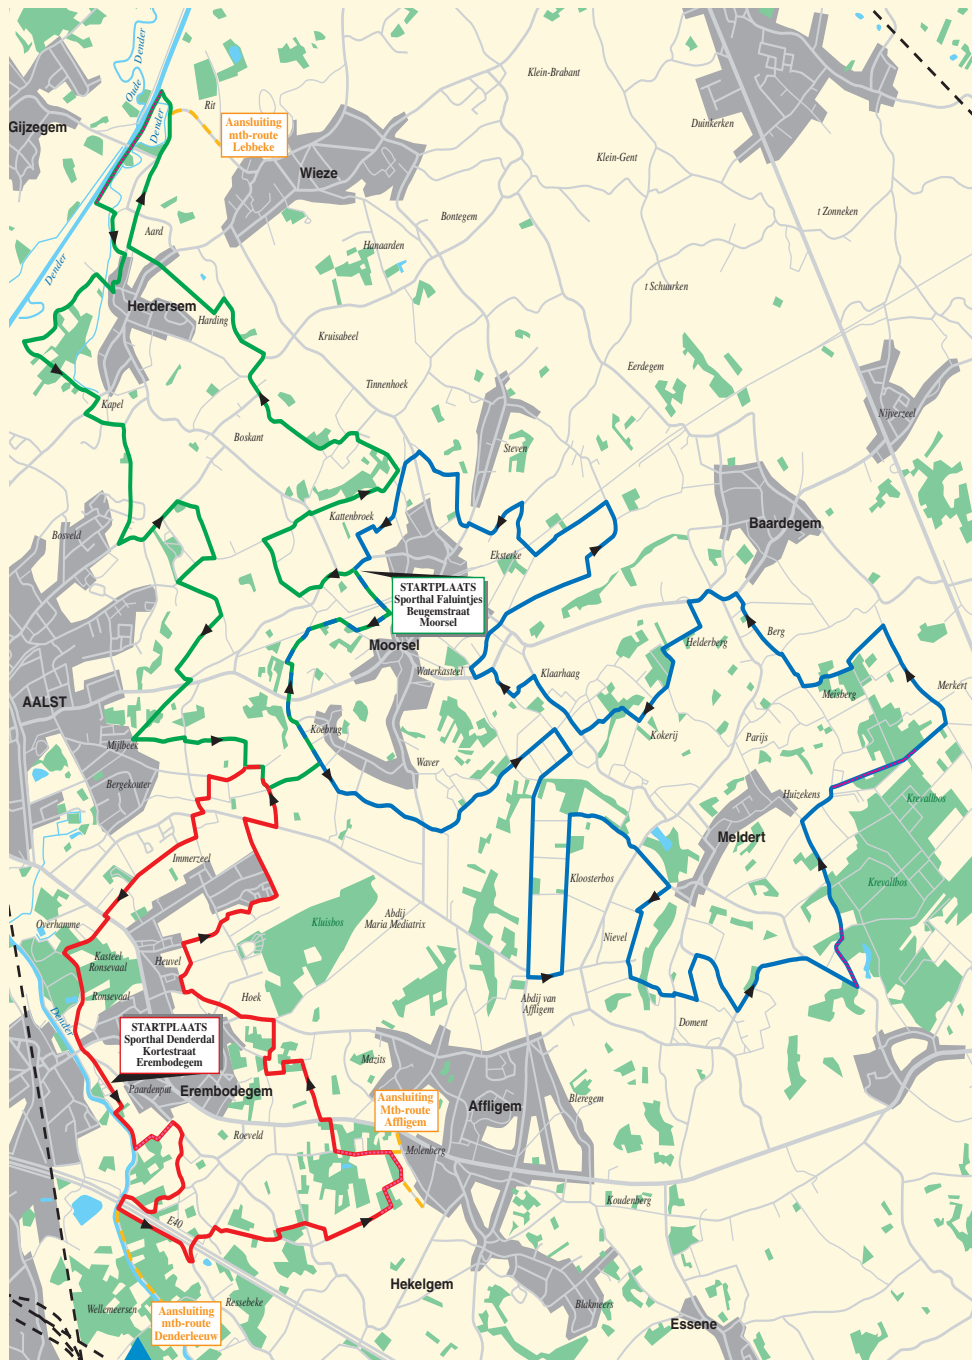 Oude
Dender
Rit
Aansluiting
mtb-route
Lebbeke
Klein-Brabant
Gijzegem
Dender
Duinkerken
Klein-Gent
Wieze
Bontegem
t Zonneken
Aard
Hanaarden
Dender
t Schuurken
Herdersem
Harding
Kruisabeel
Eerdegem
Tinnenhoek
Kapel
Nijverzeel
Boskant
Steven
Kattenbroek
Baardegem
Bosveld
Eksterke
STARTPLAATS
Sporthal Faluintjes
Beugemstraat
Moorsel
Moorsel
Berg
Helderberg
Waterkasteel
Klaarhaag
Merkert
Meisberg
AALST
Koebrug
Kokerij
Parijs
Mijlbeek
Waver
Bergekouter
Huizekens
Krevallbos
Meldert
Immerzeel
Kloosterbos
Krevallbos
Overhamme
Kluisbos
Abdij
Maria Mediatrix
Nievel
Kasteel
Ronsevaal
Heuvel
Ronsevaal
Hoek
Abdij van
Affligem
Dender
Doment
STARTPLAATS
Sporthal Denderdal
Kortestraat
Erembodegem
Mazits
Paardenpat
Erembodegem
Aansluiting
Mtb-route
Affligem
Affligem
Bleregem
Roeveld
Molenberg
Koudenberg
E40
Hekelgem
Ressebeke
Wellemeersen
Aansluiting
mtb-route
Denderleeuw
Blakmeers
Essene